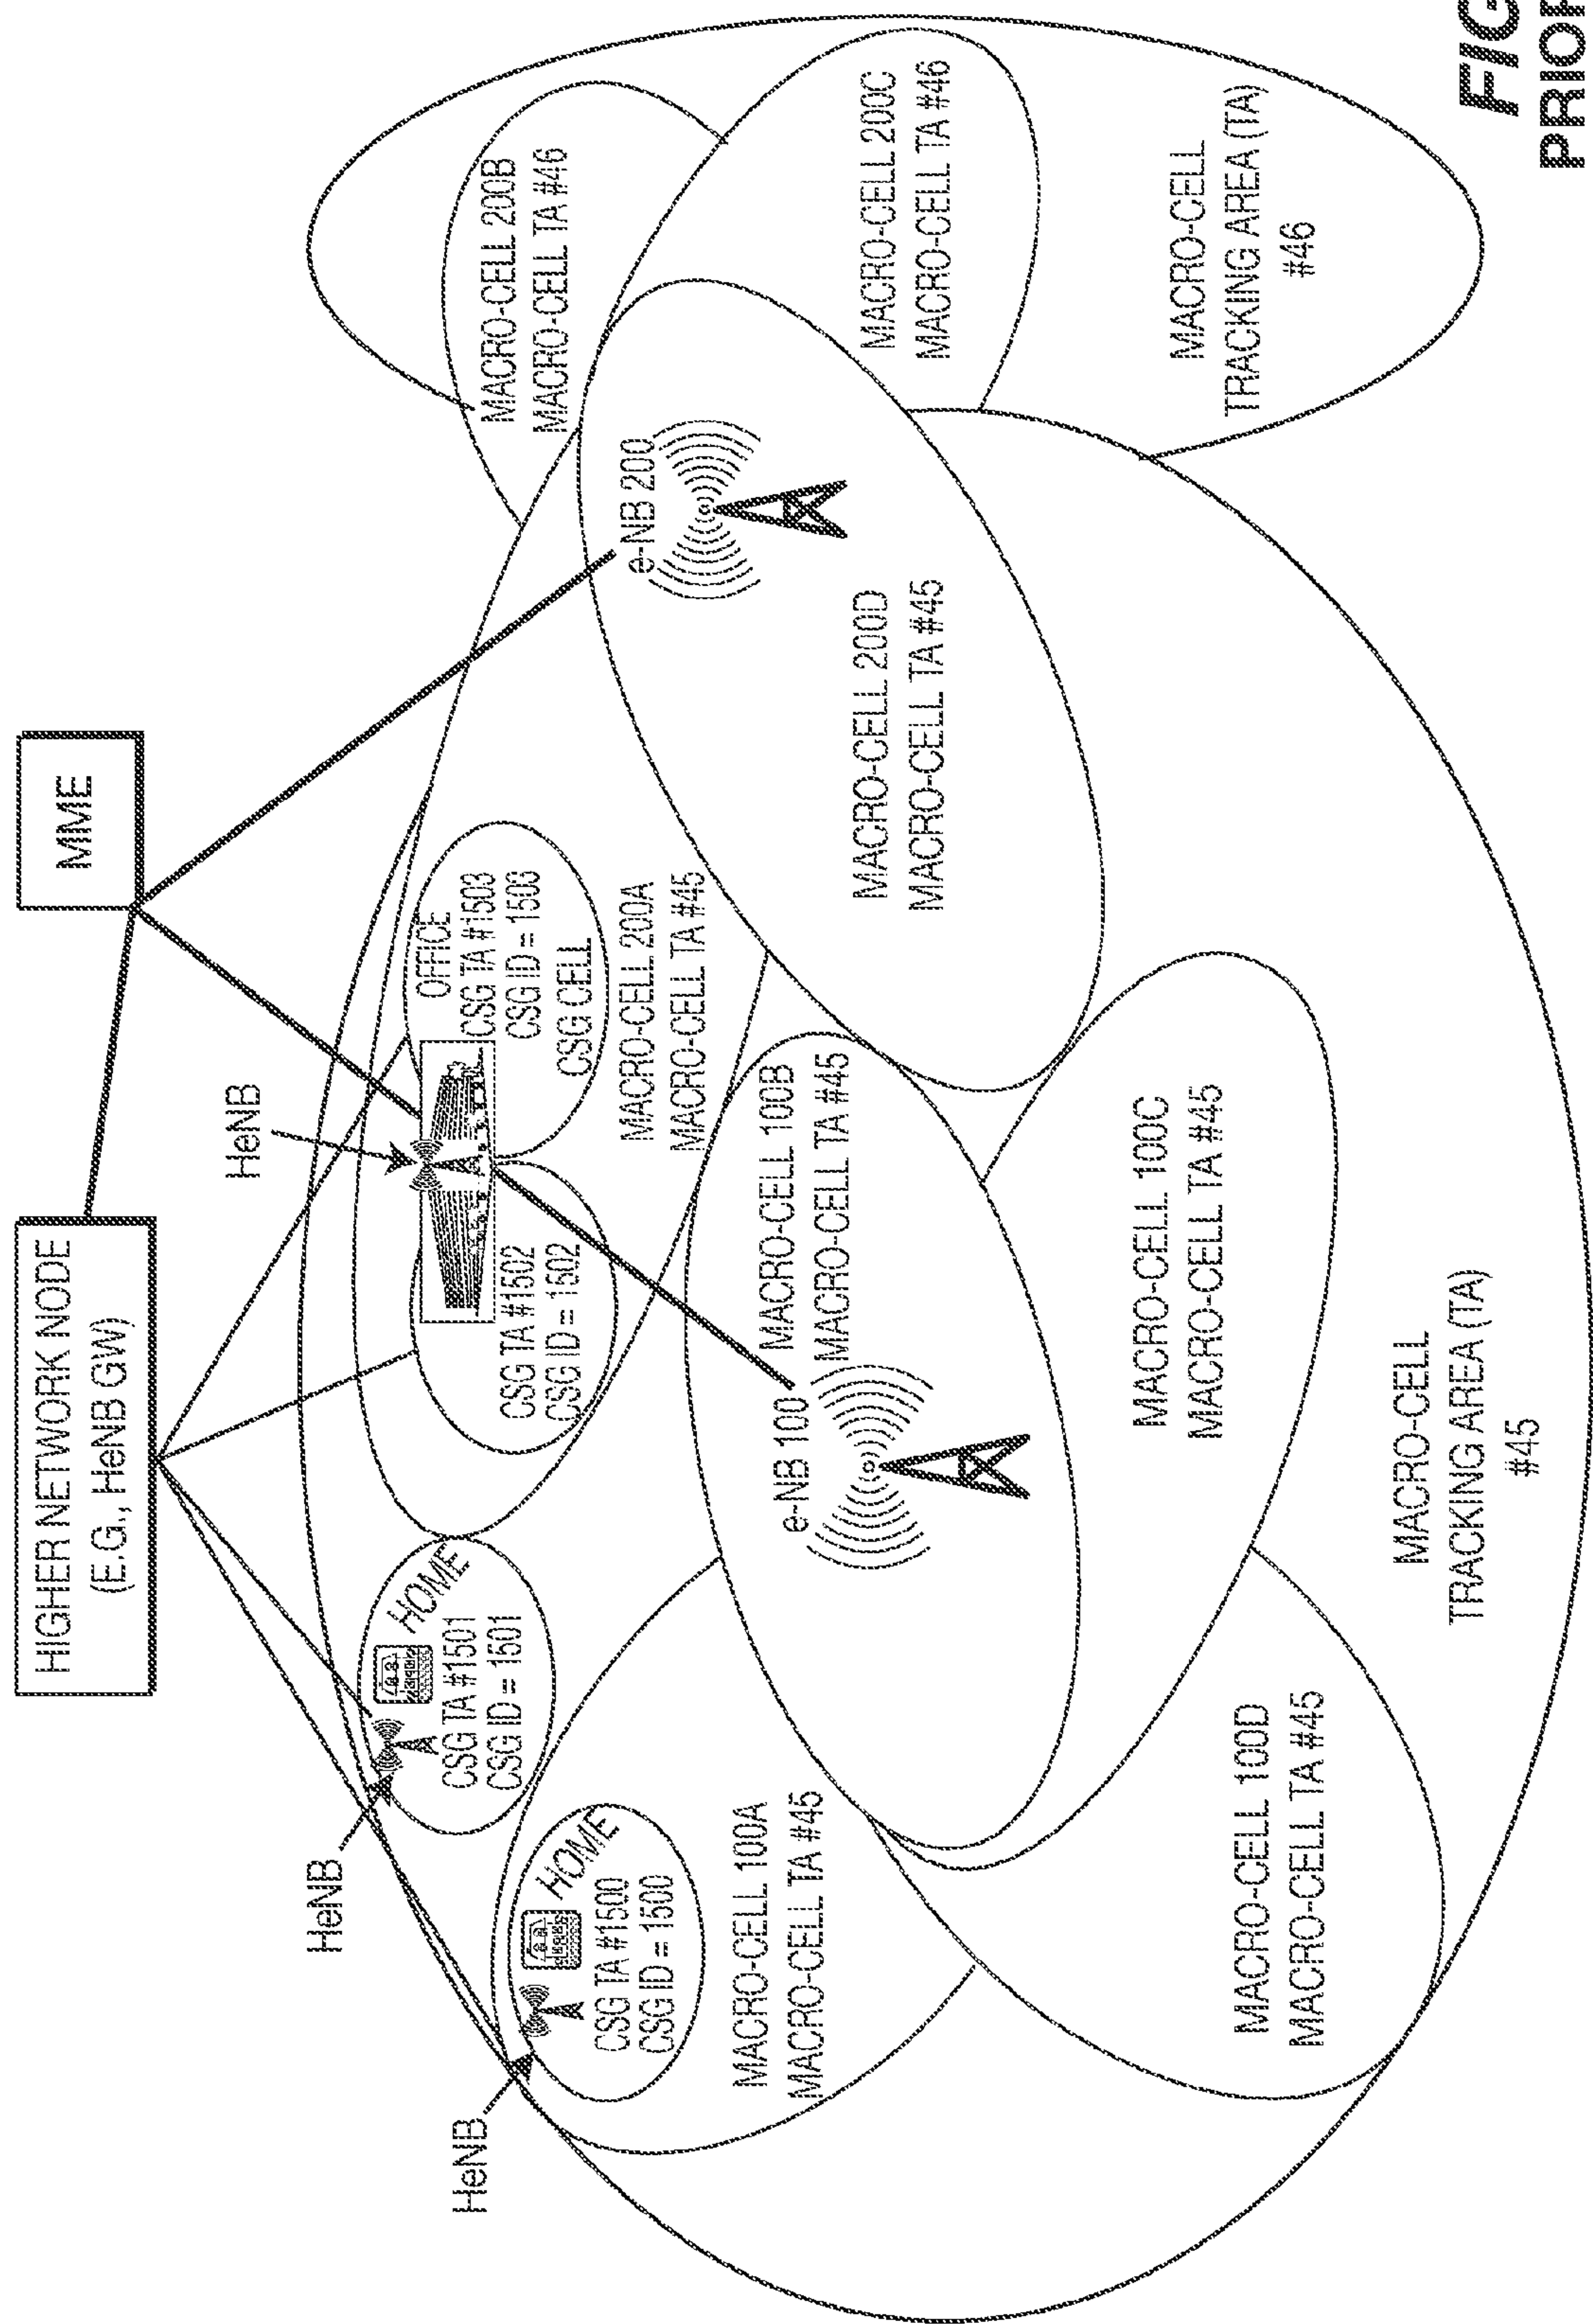 HIGHER NETWORK NODE
(E.G., HeNB GW)
MME
HeNB
HeNB
HeNB
HOME
CSG TA #1500
CSG ID = 1500
HOME
CSG TA #1501
CSG ID = 1501
CSG TA #1502
CSG ID = 1502
OFFICE
CSG TA #1503
CSG ID = 1503
CSG CELL
MACRO-CELL 200A
MACRO-CELL TA #45
MACRO-CELL 200B
MACRO-CELL TA #46
e-NB 200
MACRO-CELL 200C
MACRO-CELL TA #46
MACRO-CELL 200D
MACRO-CELL TA #45
MACRO-CELL 100A
MACRO-CELL TA #45
e-NB 100
MACRO-CELL 100B
MACRO-CELL TA #45
MACRO-CELL 100C
MACRO-CELL TA #45
MACRO-CELL 100D
MACRO-CELL TA #45
MACRO-CELL
TRACKING AREA (TA)
#45
MACRO-CELL
TRACKING AREA (TA)
#46
FIG
PRIOR